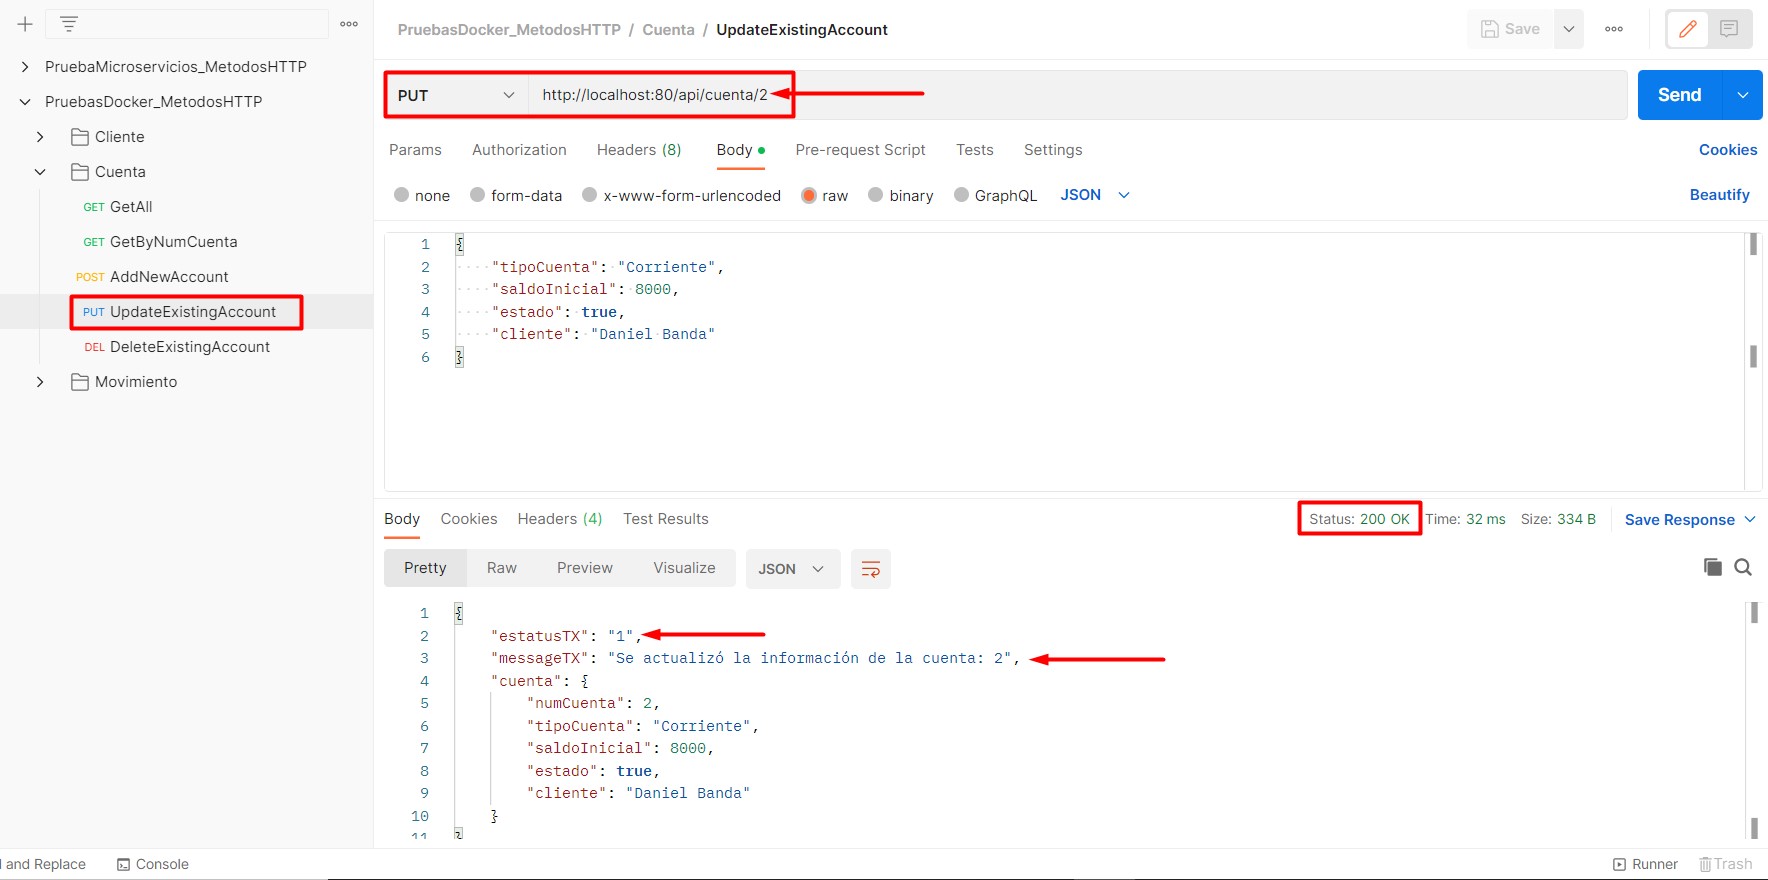 PruebaMicroservicios_MetodosHTTP
PruebasDocker_MetodosHTTP
Cliente
Cuenta
GET GetAll
GET GetByNumCuenta
POST AddNewAccount
PUT UpdateExistingAccount
DEL DeleteExistingAccount
Movimiento
PruebasDocker_MetodosHTTP / Cuenta / UpdateExistingAccount
Save
PUT http://localhost:80/api/cuenta/2
Send
Params Authorization Headers (8) Body Pre-request Script Tests Settings
Cookies
none form-data x-www-form-urlencoded raw binary GraphQL JSON
Beautify
1 {
2 "tipoCuenta": "Corriente",
3 "saldoInicial": 8000,
4 "estado": true,
5 "cliente": "Daniel Banda"
6 }
Body Cookies Headers (4) Test Results
Status: 200 OK Time: 32 ms Size: 334 B Save Response
Pretty Raw Preview Visualize JSON
1 {
2 "estatusTX": "1",
3 "messageTX": "Se actualizó la información de la cuenta: 2",
4 "cuenta": {
5 "numCuenta": 2,
6 "tipoCuenta": "Corriente",
7 "saldoInicial": 8000,
8 "estado": true,
9 "cliente": "Daniel Banda"
10 }
11 }
and Replace Console
Runner Trash